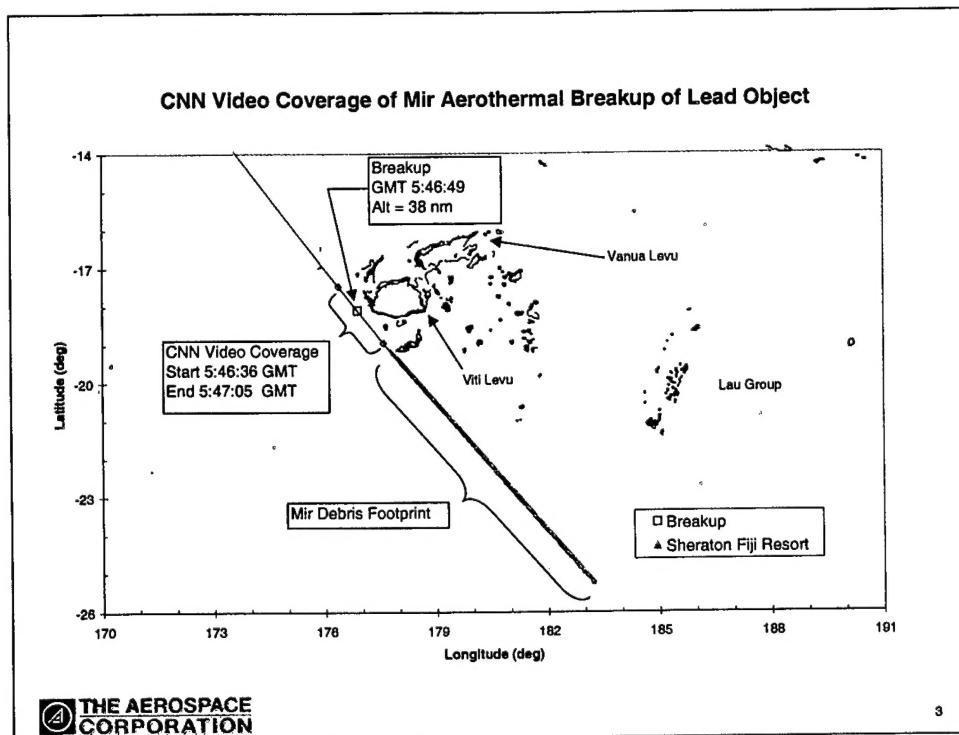 CNN Video Coverage of Mir Aerothermal Breakup of Lead Object
-14
-17
-20
-23
-26
Latitude (deg)
Breakup
GMT 5:46:49
Alt = 38 nm
Vanua Levu
CNN Video Coverage
Start 5:46:36 GMT
End 5:47:05 GMT
Viti Levu
Lau Group
Mir Debris Footprint
Breakup
Sheraton Fiji Resort
170
173
176
179
182
185
188
191
Longitude (deg)
THE AEROSPACE
CORPORATION
3